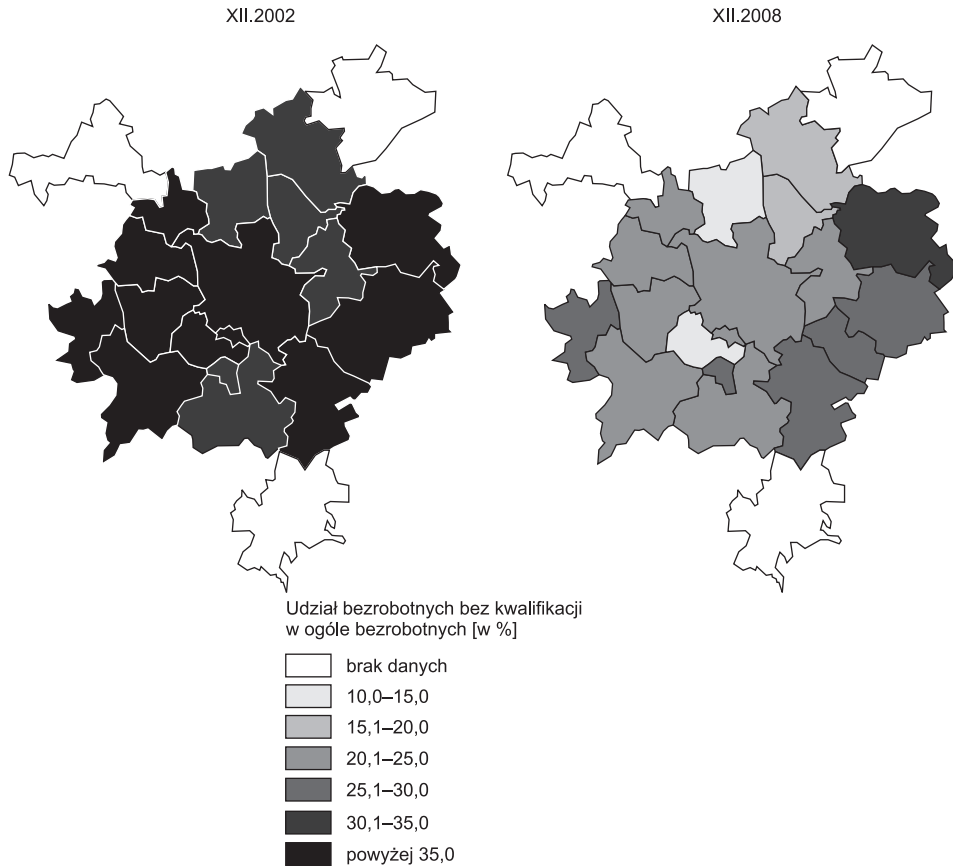 XII.2002
XII.2008
Udział bezrobotnych bez kwalifikacji
w ogóle bezrobotnych [w %]
brak danych
10,0–15,0
15,1–20,0
20,1–25,0
25,1–30,0
30,1–35,0
powyżej 35,0